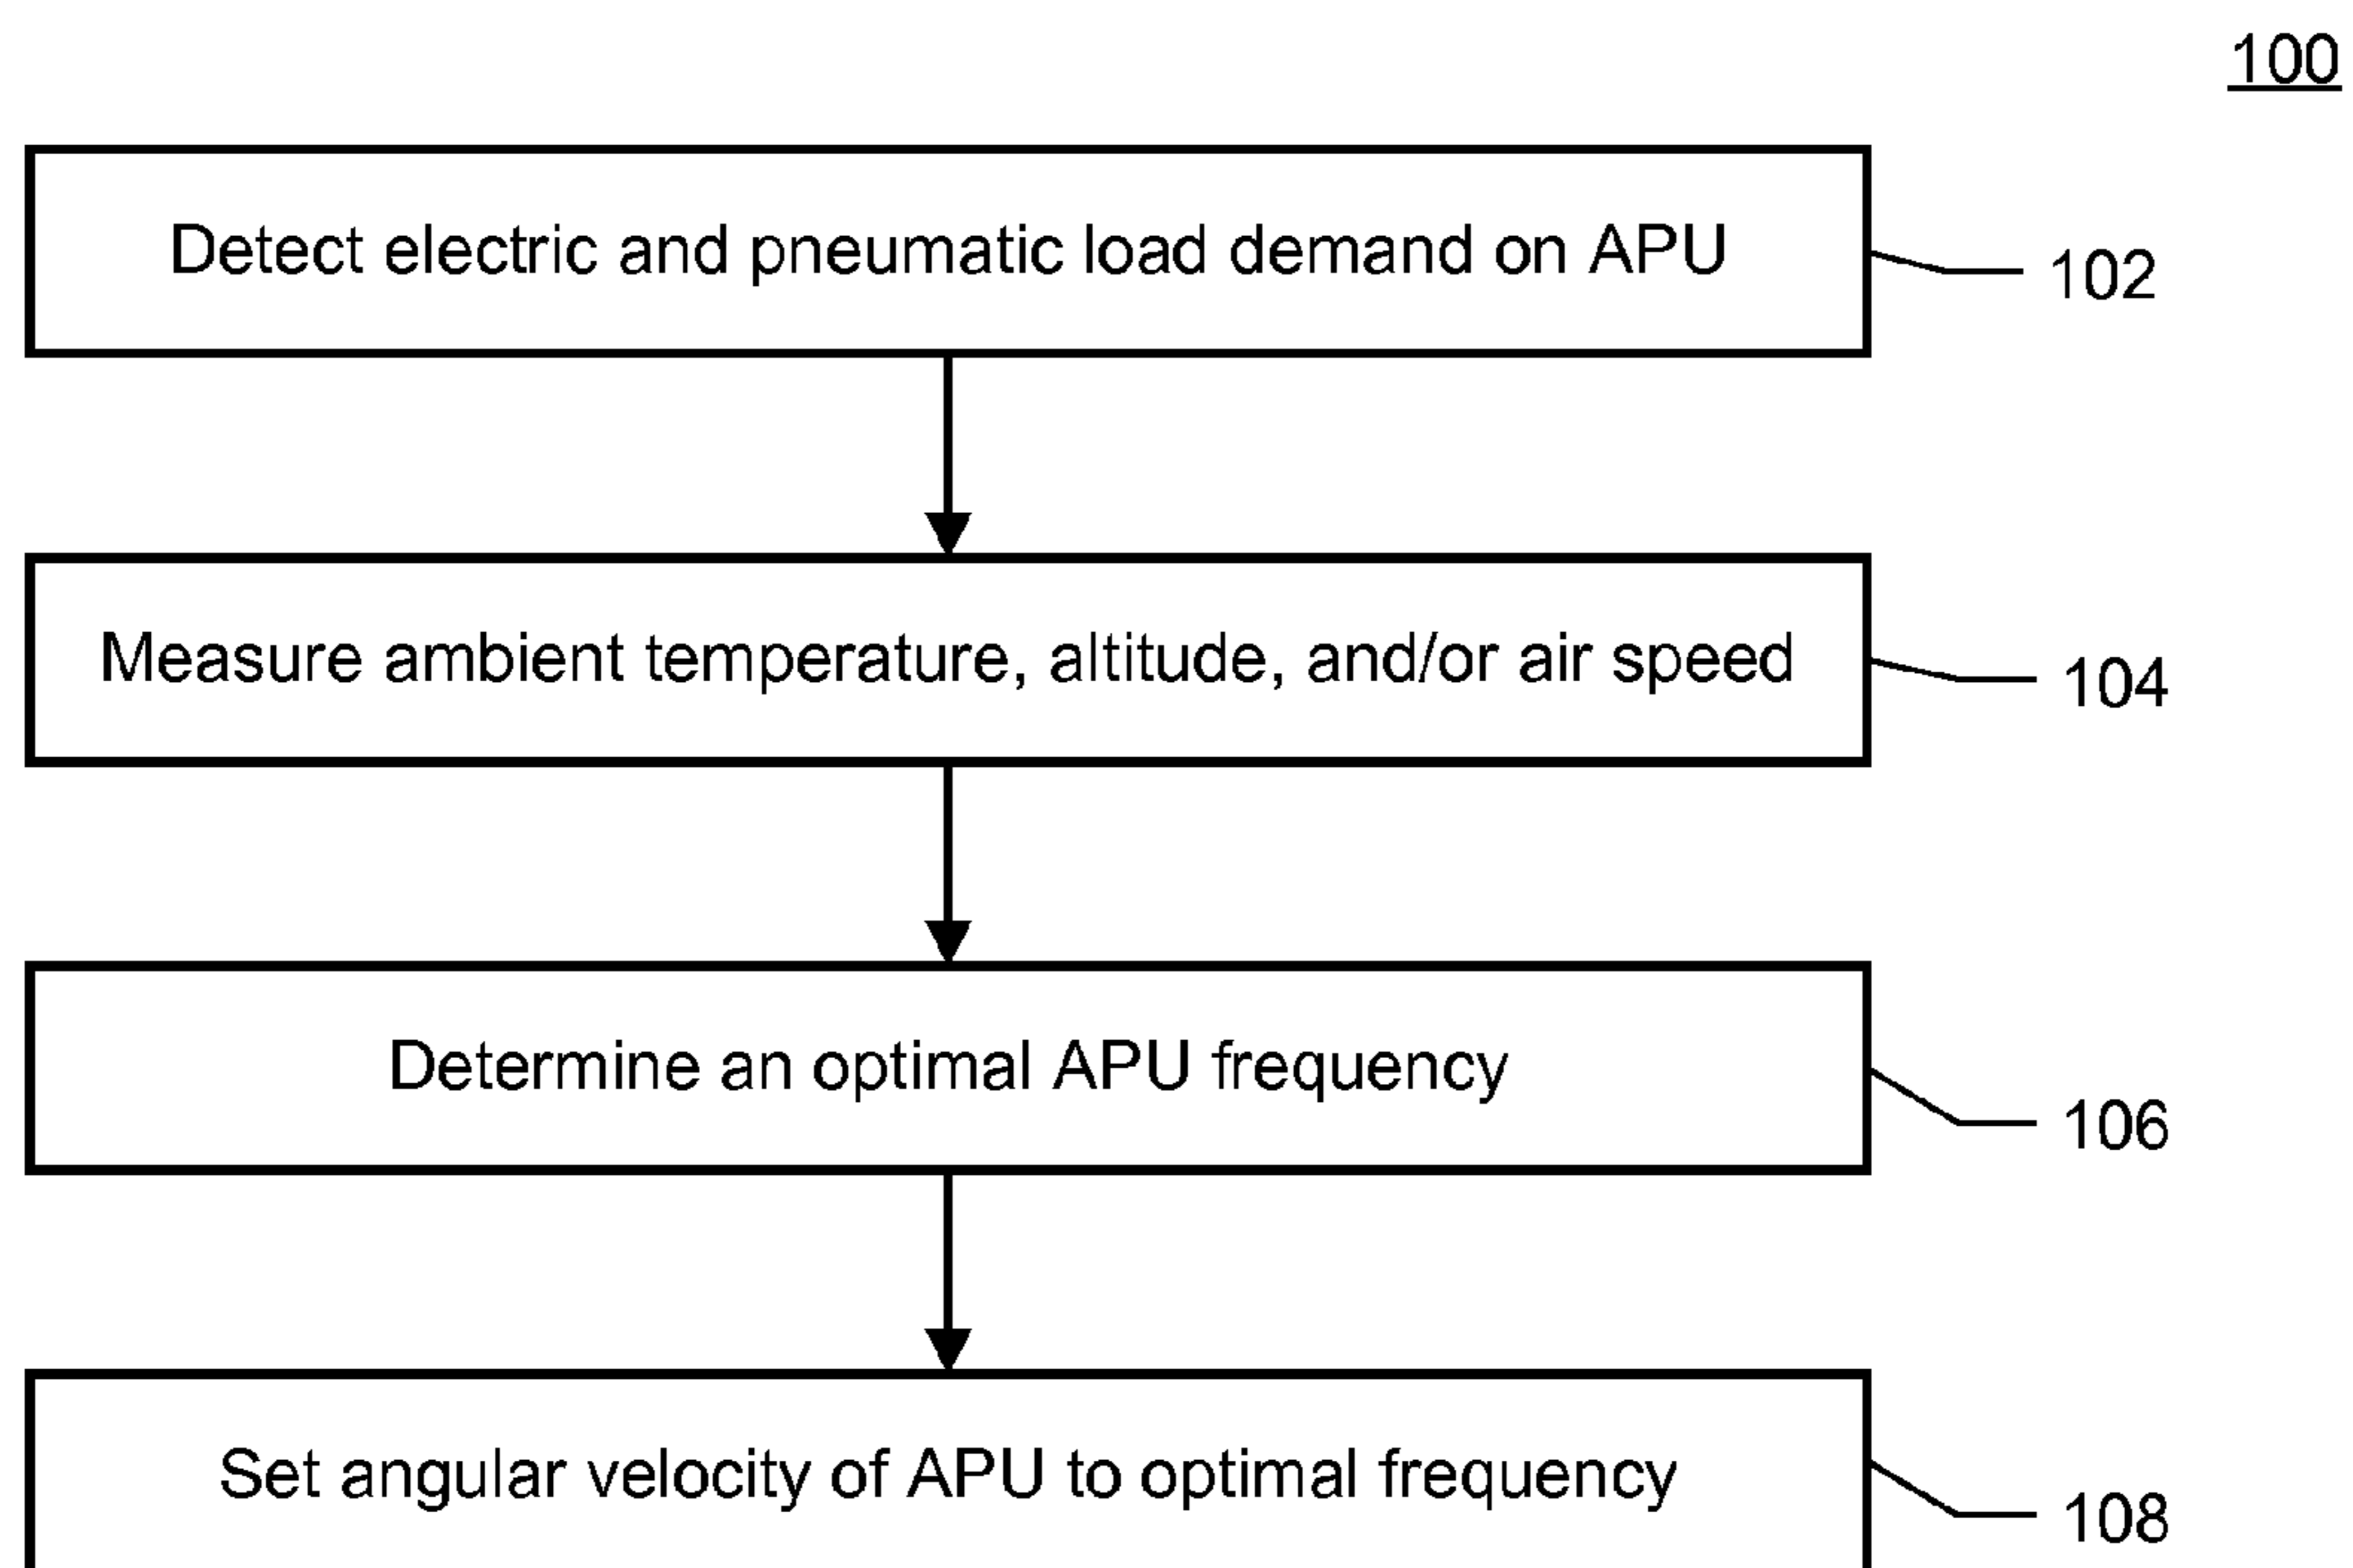 100
Detect electric and pneumatic load demand on APU
102
Measure ambient temperature, altitude, and/or air speed
104
Determine an optimal APU frequency
106
Set angular velocity of APU to optimal frequency
108